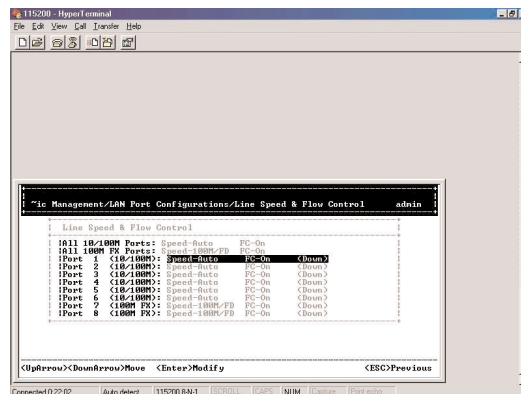 115200 - HyperTerminal
File Edit View Call Transfer Help
~ic Management/LAN Port Configurations/Line Speed & Flow Control admin
Line Speed & Flow Control
All 10/100M Ports: Speed-Auto FC-On
All 100M FX Ports: Speed-100M/FD FC-On
Port 1 (10/100M): Speed-Auto FC-On (Down)
Port 2 (10/100M): Speed-Auto FC-On (Down)
Port 3 (10/100M): Speed-Auto FC-On (Down)
Port 4 (10/100M): Speed-Auto FC-On (Down)
Port 5 (10/100M): Speed-Auto FC-On (Down)
Port 6 (10/100M): Speed-Auto FC-On (Down)
Port 7 (100M FX): Speed-100M/FD FC-On (Down)
Port 8 (100M FX): Speed-100M/FD FC-On (Down)
<UpArrow><DownArrow>Move <Enter>Modify <ESC>Previous
Connected 0:22:02 Auto detect 115200 8-N-1 SCROLL CAPS NUM Capture Print echo